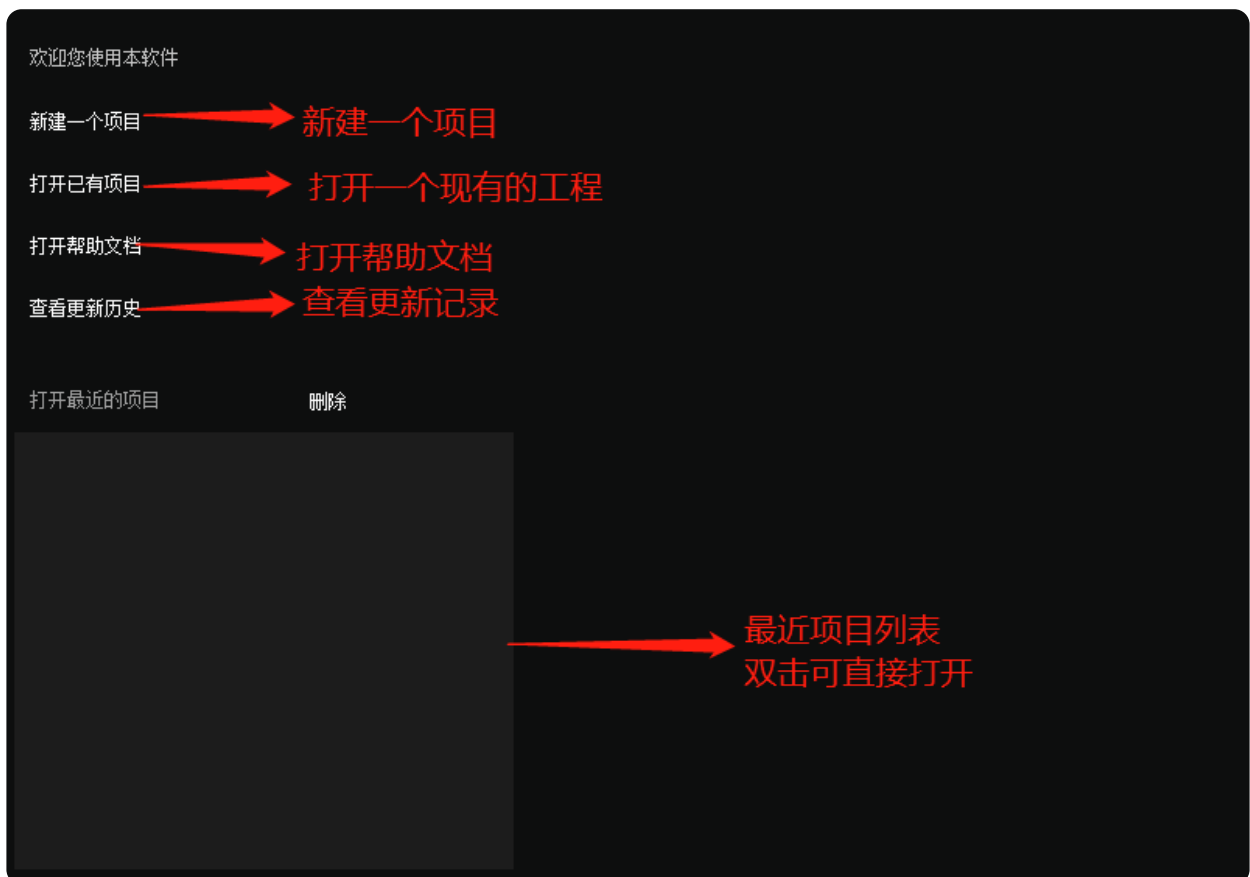 欢迎您使用本软件
新建一个项目
新建一个项目
打开已有项目
打开一个现有的工程
打开帮助文档
打开帮助文档
查看更新历史
查看更新记录
打开最近的项目
删除
最近项目列表
双击可直接打开